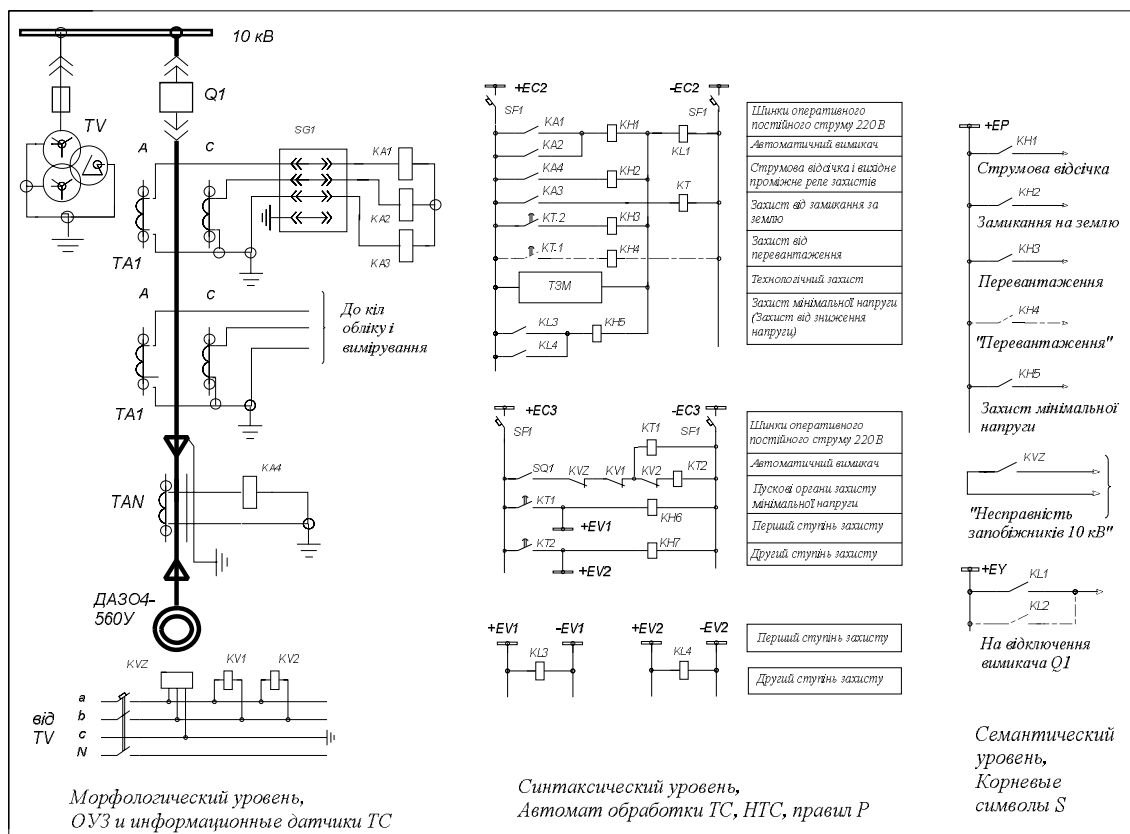 10 кВ
Q1
TV
A
C
SG1
KA1
KA2
KA3
TA1
A
C
До кіл
обліку і
вимірування
TA1
KA4
TAN
ДАЗО4-
560У
KVZ
KV1
KV2
a
b
c
N
від
TV
Морфологический уровень,
ОУЗ и информационные датчики ТС
+EC2
-EC2
SF1
SF1
KA1
KH1
KA2
KL1
KA4
KH2
KA3
KT
KT.2
KH3
KT.1
KH4
ТЗМ
KL3
KH5
KL4
Шинки оперативного
постійного струму 220 В
Автоматичний вимикач
Струмова відсічка і вихідне
проміжне реле захистів
Захист від замикання за
землю
Захист від
перевантаження
Технологічний захист
Захист мінімальної напруги
(Захист від зниження
напруги)
+EC3
-EC3
SF1
KT1
SF1
SQ1
KVZ
KV1
KV2
KT2
KT1
KH6
+EV1
KT2
KH7
+EV2
Шинки оперативного
постійного струму 220 В
Автоматичний вимикач
Пускові органи захисту
мінімальної напруги
Перший ступінь захисту
Другий ступінь захисту
+EV1
-EV1
+EV2
-EV2
KL3
KL4
Перший ступінь захисту
Другий ступінь захисту
Синтаксический уровень,
Автомат обработки ТС, НТС, правил P
+EP
KH1
Струмова відсічка
KH2
Замикання на землю
KH3
Перевантаження
KH4
"Перевантаження"
KH5
Захист мінімальної
напруги
KVZ
"Несправність
запобіжників 10 кВ"
+EY
KL1
KL2
На відключення
вимикача Q1
Семантический
уровень,
Корневые
символы S